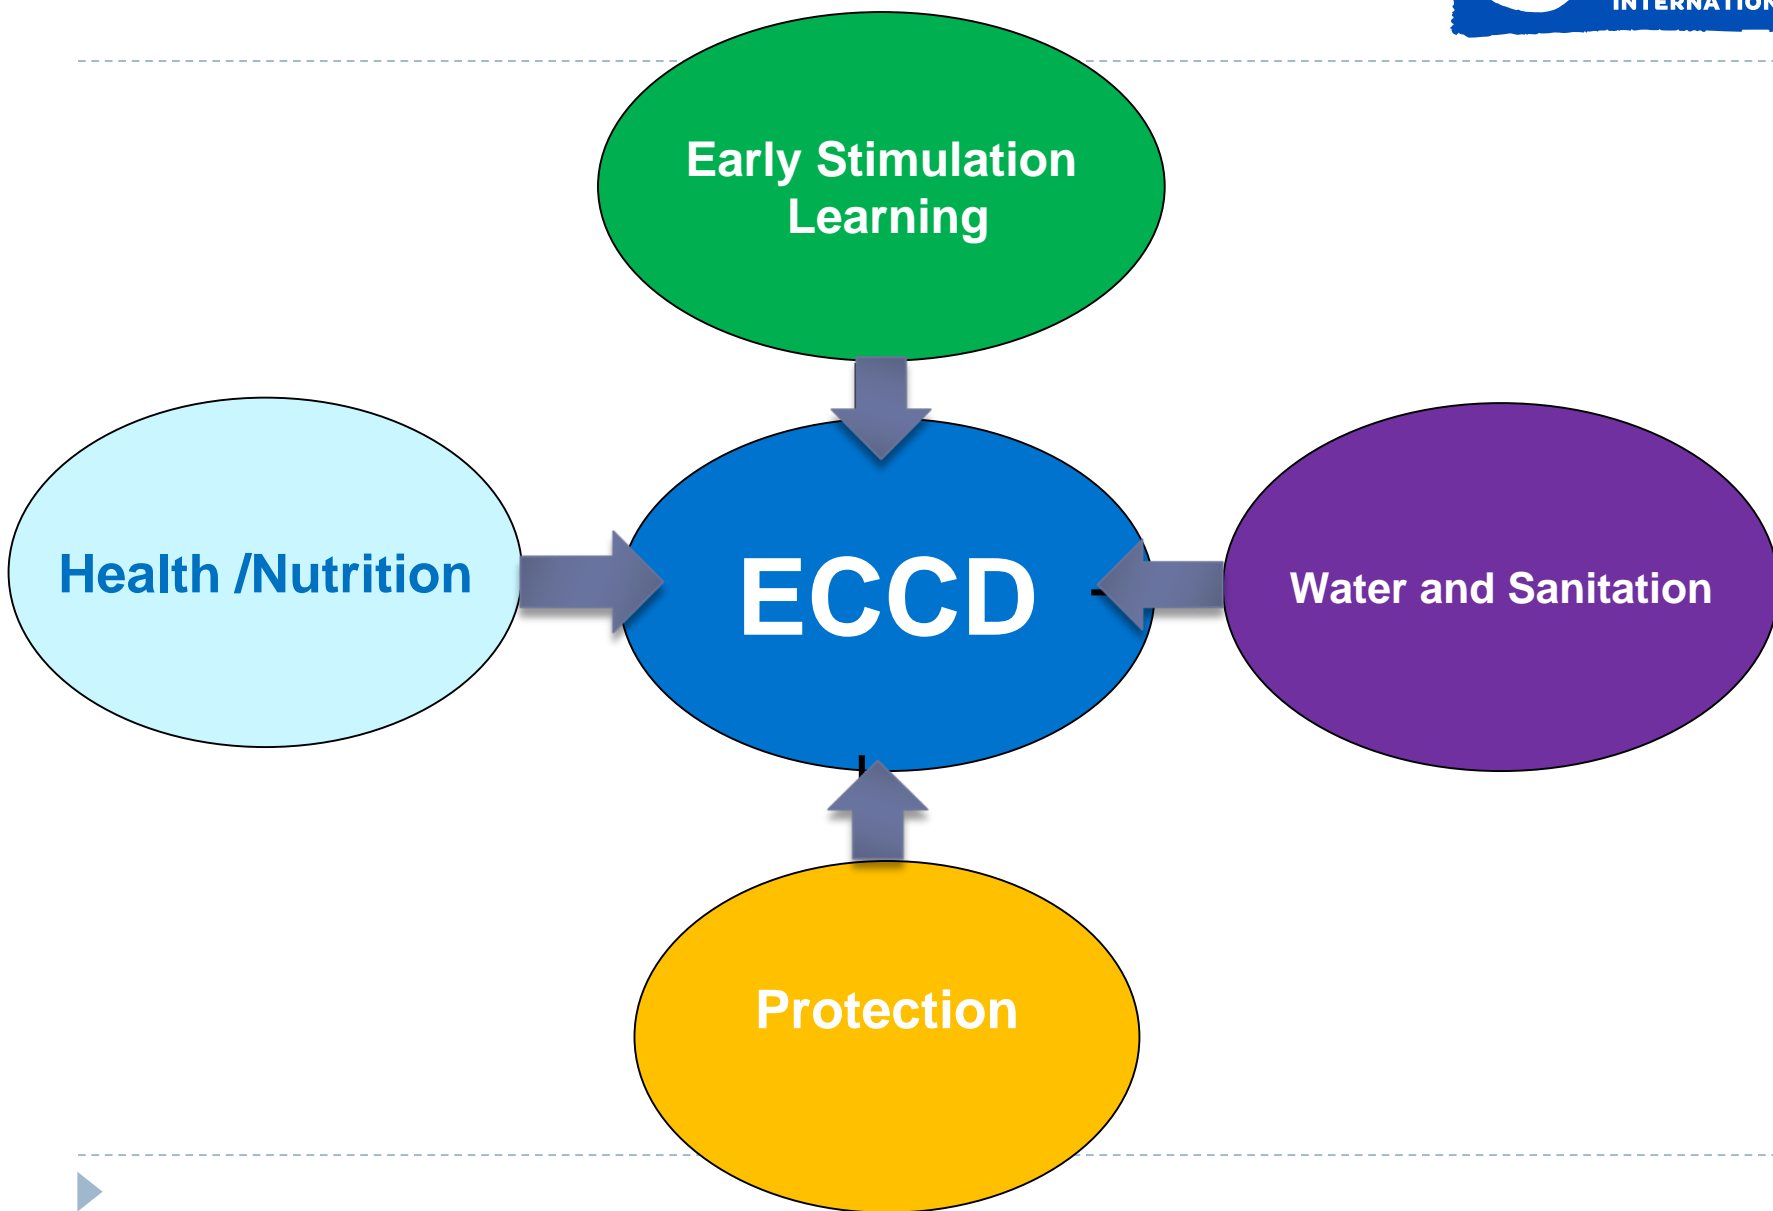 INTERNATION
Early Stimulation
Learning
Health /Nutrition
ECCD
Water and Sanitation
Protection